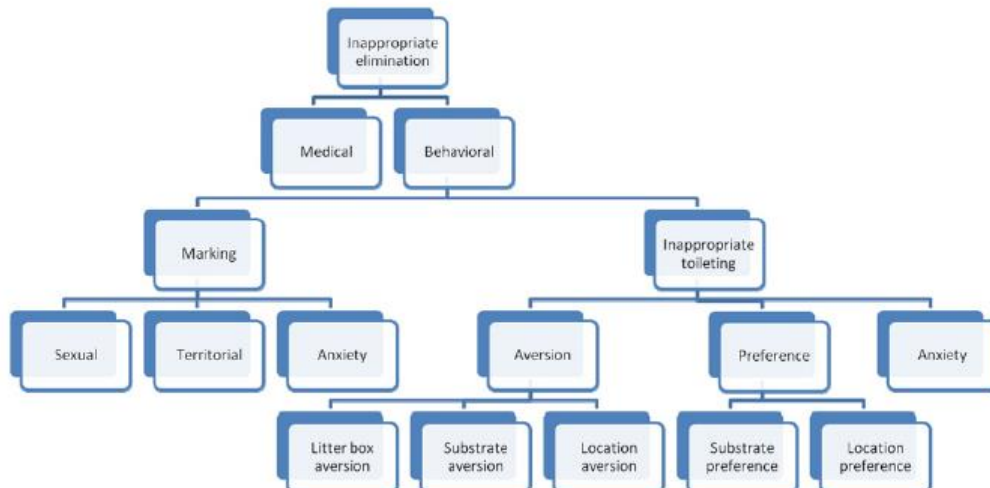 Inappropriate
elimination
Medical
Behavioral
Marking
Inappropriate
toileting
Sexual
Territorial
Anxiety
Aversion
Preference
Anxiety
Litter box
aversion
Substrate
aversion
Location
aversion
Substrate
preference
Location
preference